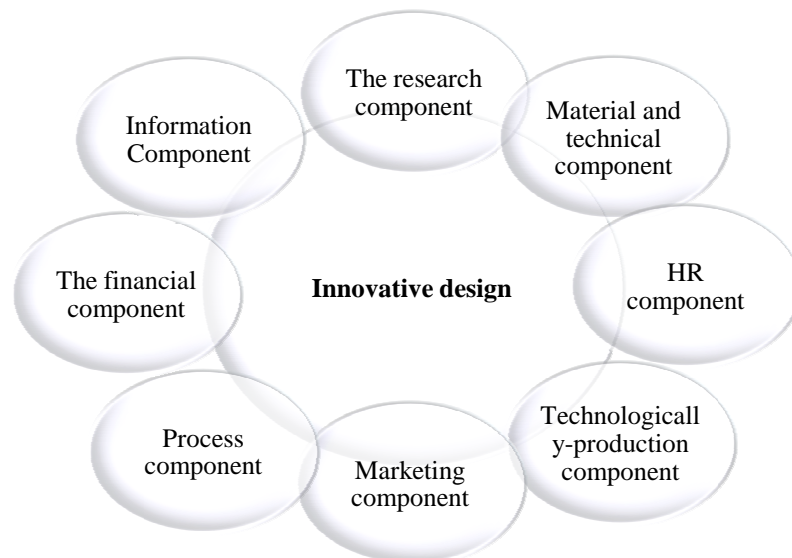 The research
component
Material and
technical
component
HR
component
Technologicall
y-production
component
Marketing
component
Process
component
The financial
component
Information
Component
Innovative design